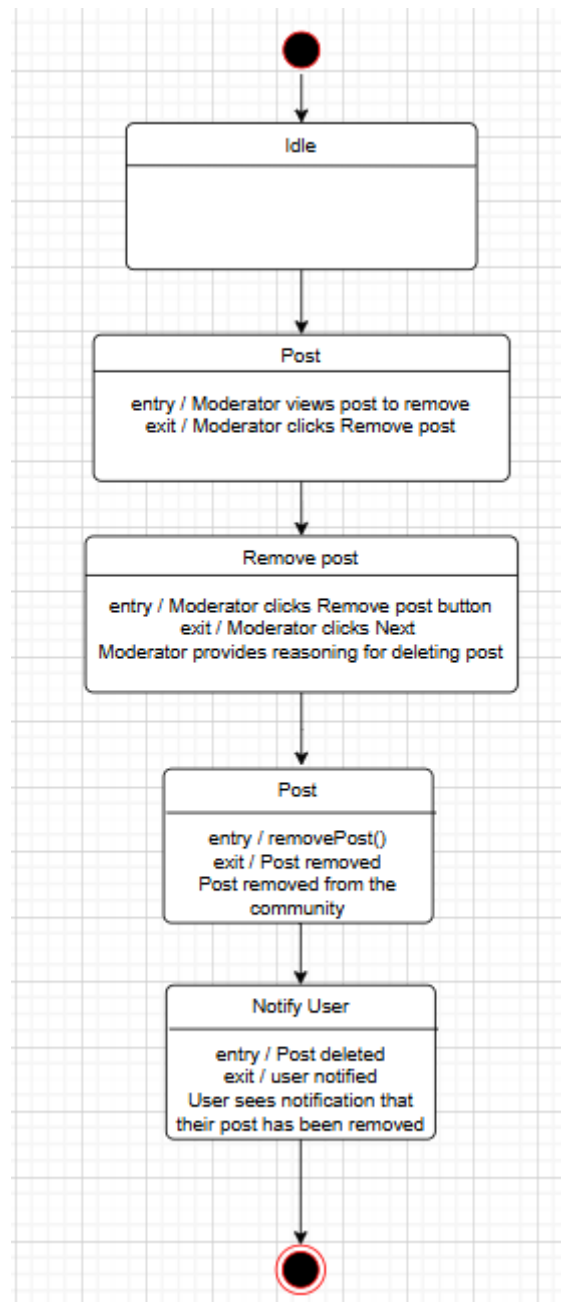 Idle
Post
entry / Moderator views post to remove
exit / Moderator clicks Remove post
Remove post
entry / Moderator clicks Remove post button
exit / Moderator clicks Next
Moderator provides reasoning for deleting post
Post
entry / removePost()
exit / Post removed
Post removed from the
community
Notify User
entry / Post deleted
exit / user notified
User sees notification that
their post has been removed